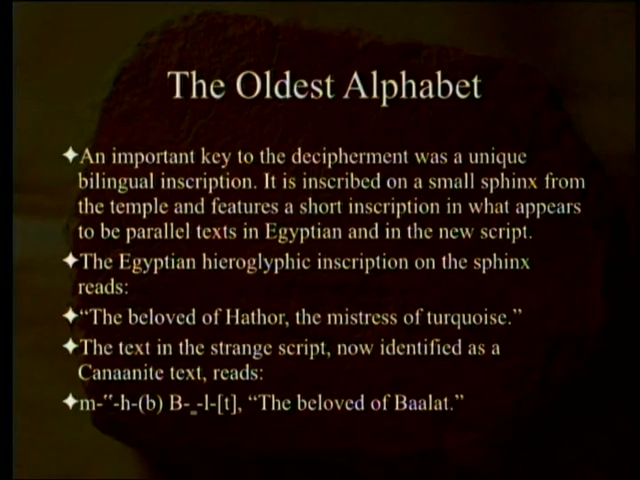 The Oldest Alphabet
✦An important key to the decipherment was a unique
bilingual inscription. It is inscribed on a small sphinx from
the temple and features a short inscription in what appears
to be parallel texts in Egyptian and in the new script.
✦The Egyptian hieroglyphic inscription on the sphinx
reads:
✦“The beloved of Hathor, the mistress of turquoise.”
✦The text in the strange script, now identified as a
Canaanite text, reads:
✦m-‟-h-(b) B-„-l-[t], “The beloved of Baalat.”